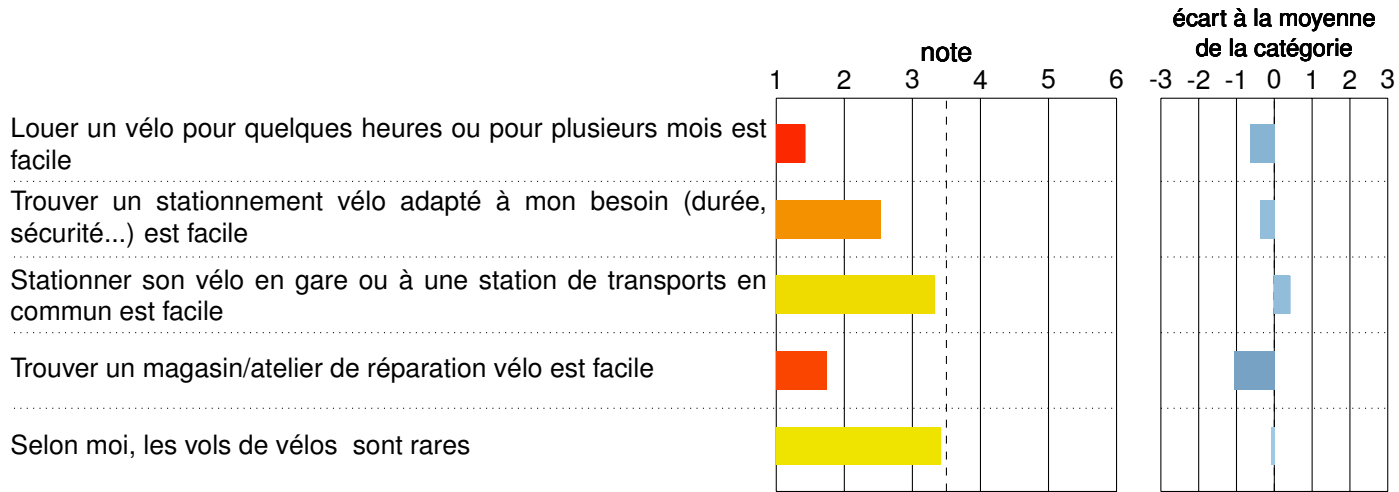 écart à la moyenne
note de la catégorie
1 2 3 4 5 6 -3 -2 -1 0 1 2 3
Louer un vélo pour quelques heures ou pour plusieurs mois est
facile
Trouver un stationnement vélo adapté à mon besoin (durée,
sécurité...) est facile
Stationner son vélo en gare ou à une station de transports en
commun est facile
Trouver un magasin/atelier de réparation vélo est facile
Selon moi, les vols de vélos sont rares